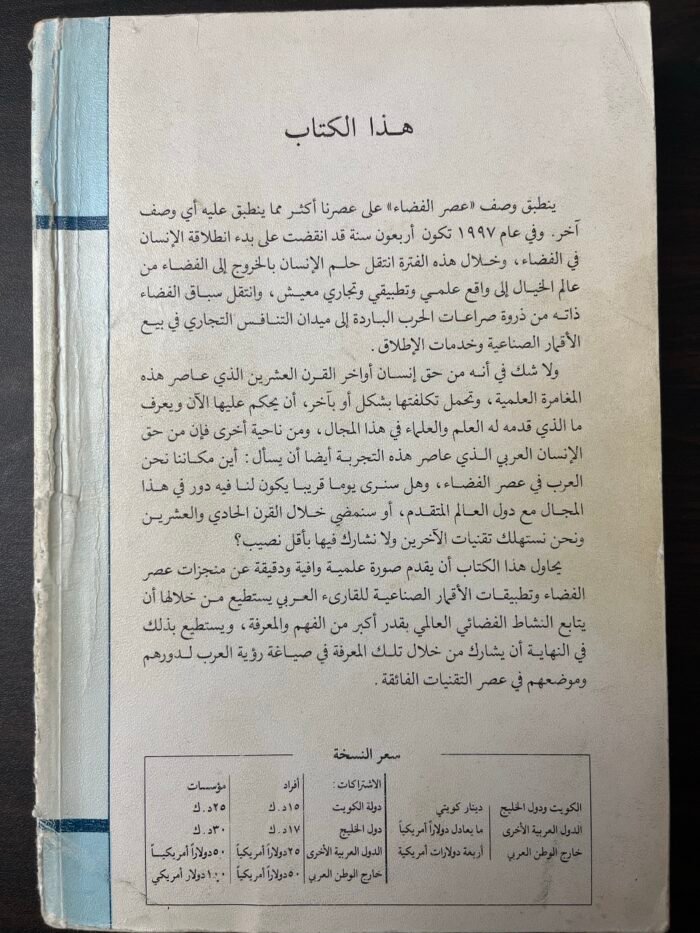 هذا الكتاب
ينطبق وصف «عصر الفضاء» على عصرنا أكثر مما ينطبق عليه أي وصف
آخر. وفي عام ١٩٩٧ تكون أربعون سنة قد انقضت على بدء انطلاقة الإنسان
في الفضاء، وخلال هذه الفترة انتقل حلم الإنسان بالخروج إلى الفضاء من
عالم الخيال إلى واقع علمي وتطبيقي وتجاري معيش، وانتقل سباق الفضاء
ذاته من ذروة صراعات الحرب الباردة إلى ميدان التنافس التجاري في بيع
الأقمار الصناعية وخدمات الإطلاق.
ولا شك في أنه من حق إنسان أواخر القرن العشرين الذي عاصر هذه
المغامرة العلمية، وتحمل تكلفتها بشكل أو بآخر، أن يحكم عليها الآن ويعرف
ما الذي قدمه له العلم والعلماء في هذا المجال، ومن ناحية أخرى فإن من حق
الإنسان العربي الذي عاصر هذه التجربة أيضا أن يسأل: أين مكاننا نحن
العرب في عصر الفضاء، وهل سنرى يوما قريبا يكون لنا فيه دور في هذا
المجال مع دول العالم المتقدم، أو سنمضي خلال القرن الحادي والعشرين
ونحن نستهلك تقنيات الآخرين ولا نشارك فيها بأقل نصيب؟
يحاول هذا الكتاب أن يقدم صورة علمية وافية ودقيقة عن منجزات عصر
الفضاء وتطبيقات الأقمار الصناعية للقارىء العربي يستطيع من خلالها أن
يتابع النشاط الفضائي العالمي بقدر أكبر من الفهم والمعرفة، ويستطيع بذلك
في النهاية أن يشارك من خلال تلك المعرفة في صياغة رؤية العرب لدورهم
وموضعهم في عصر التقنيات الفائقة.
سعر النسخة
الاشتراكات: أفراد مؤسسات
الكويت ودول الخليج دينار كويتي دولة الكويت ١٥د.ك ٢٥د.ك
الدول العربية الأخرى ما يعادل دولاراً أمريكياً دول الخليج ١٧د.ك ٣٠د.ك
خارج الوطن العربي أربعة دولارات أمريكية الدول العربية الأخرى ٢٥دولاراً أمريكياً ٥٠دولاراً أمريكياً
خارج الوطن العربي ٥٠دولاراً أمريكياً ١٠٠دولار أمريكي